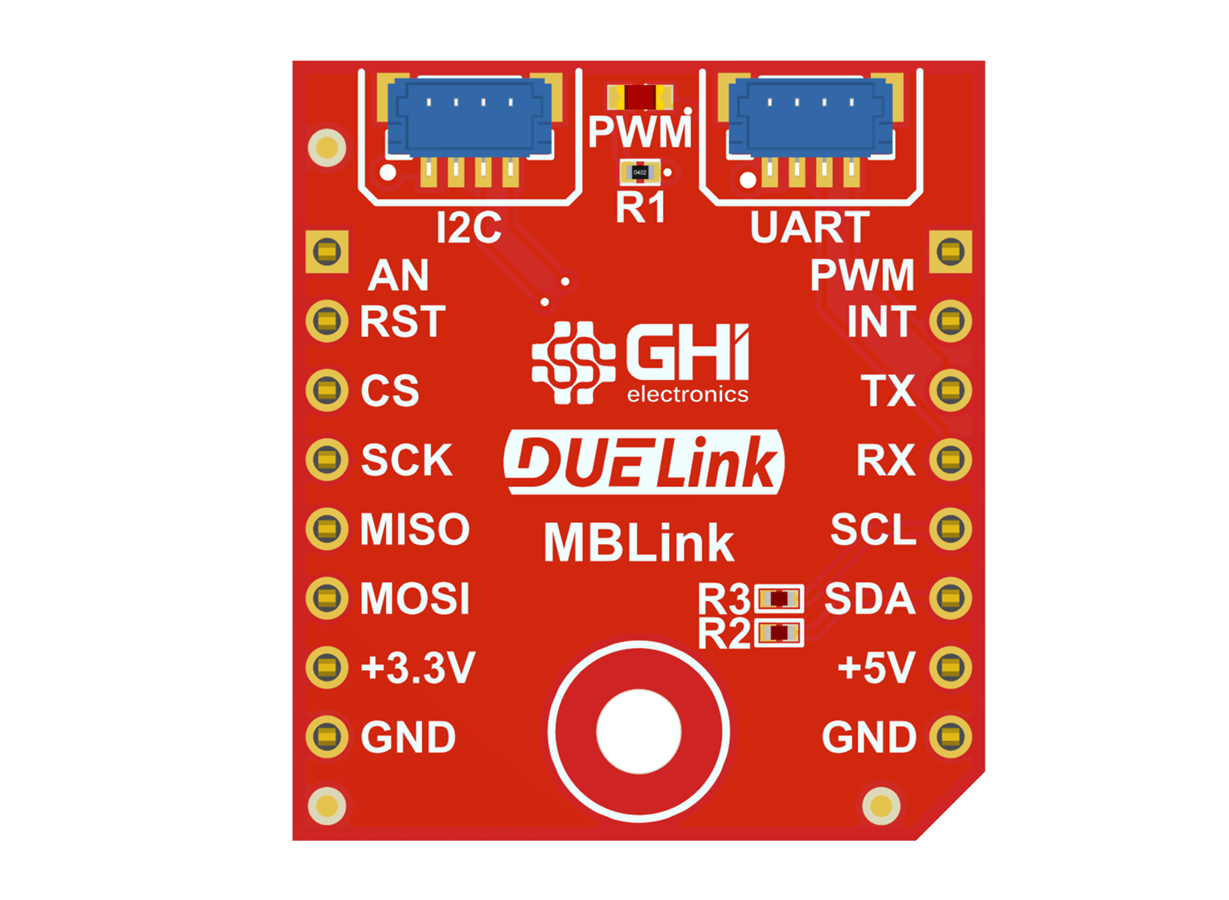 PWM
0402
R1
I2C
UART
AN
PWM
RST
INT
GHI
electronics
CS
TX
DUELink
SCK
RX
MISO
MBLink
SCL
MOSI
R3
SDA
R2
+3.3V
+5V
GND
GND